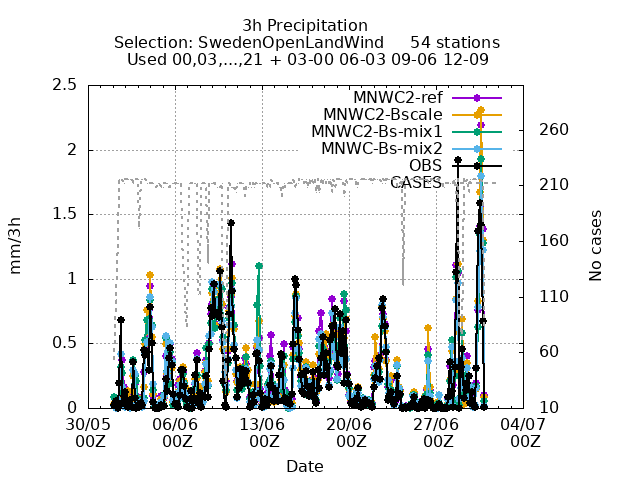 3h Precipitation
Selection: SwedenOpenLandWind 54 stations
Used 00,03,...,21 + 03-00 06-03 09-06 12-09
2.5
2
1.5
1
0.5
0
mm/3h
MNWC2-ref
MNWC2-Bscale
MNWC2-Bs-mix1
MNWC-Bs-mix2
OBS
CASES
260
210
160
110
60
10
No cases
30/05 06/06 13/06 20/06 27/06 04/07
00Z 00Z 00Z 00Z 00Z 00Z
Date